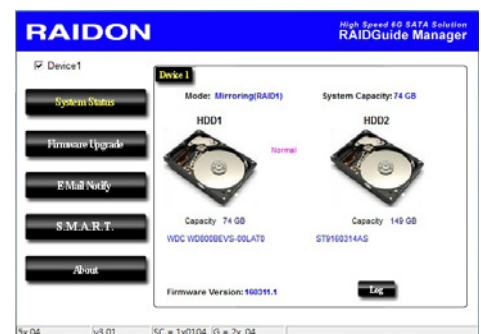 RAIDON
High Speed 6G SATA Solution
RAIDGuide Manager
Device1
Device 1
System Status
Firmware Upgrade
E-Mail Notify
S.M.A.R.T.
About
Mode: Mirroring(RAID1)
System Capacity: 74 GB
HDD1
HDD2
Normal
Capacity 74 GB
Capacity 149 GB
WDC WD800BEVS-00LAT0
ST9160314AS
Firmware Version: 160311.1
Log
v3.01
SC = 1x0104